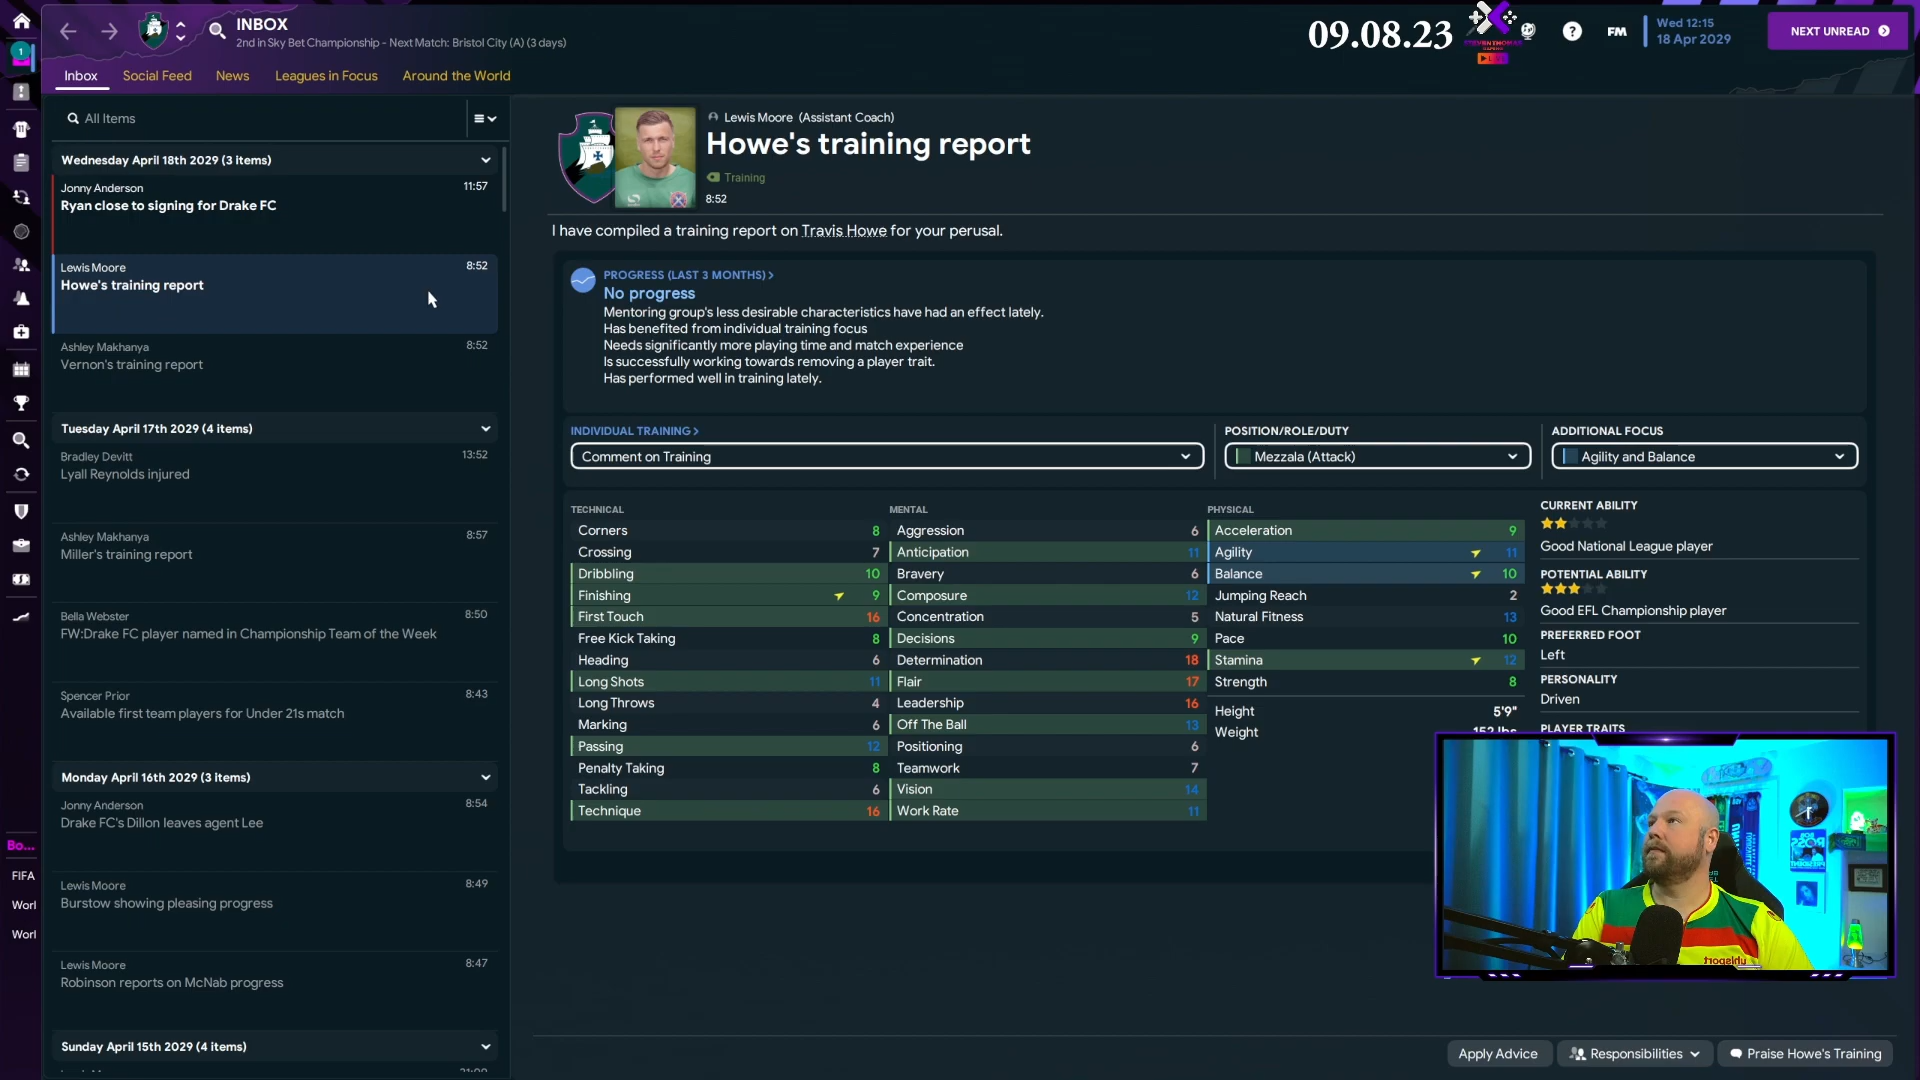 INBOX
2nd in Sky Bet Championship - Next Match: Bristol City (A) (3 days)
09.08.23
FM
Wed 12:15
18 Apr 2029
NEXT UNREAD
1
Inbox
Social Feed
News
Leagues in Focus
Around the World
All Items
Wednesday April 18th 2029 (3 items)
Jonny Anderson 11:57
Ryan close to signing for Drake FC
Lewis Moore 8:52
Howe's training report
Ashley Makhanya 8:52
Vernon's training report
Tuesday April 17th 2029 (4 items)
Bradley Devitt 13:52
Lyall Reynolds injured
Ashley Makhanya 8:57
Miller's training report
Bella Webster 8:50
FW:Drake FC player named in Championship Team of the Week
Spencer Prior 8:43
Available first team players for Under 21s match
Monday April 16th 2029 (3 items)
Jonny Anderson 8:54
Drake FC's Dillon leaves agent Lee
Lewis Moore 8:49
Burstow showing pleasing progress
Lewis Moore 8:47
Robinson reports on McNab progress
Sunday April 15th 2029 (4 items)
Bo...
FIFA
Worl
Worl
Lewis Moore (Assistant Coach)
Howe's training report
Training
8:52
I have compiled a training report on Travis Howe for your perusal.
PROGRESS (LAST 3 MONTHS) >
No progress
Mentoring group's less desirable characteristics have had an effect lately.
Has benefited from individual training focus
Needs significantly more playing time and match experience
Is successfully working towards removing a player trait.
Has performed well in training lately.
INDIVIDUAL TRAINING >
Comment on Training
POSITION/ROLE/DUTY
Mezzala (Attack)
ADDITIONAL FOCUS
Agility and Balance
TECHNICAL
Corners 8
Crossing 7
Dribbling 10
Finishing 9
First Touch 16
Free Kick Taking 8
Heading 6
Long Shots 11
Long Throws 4
Marking 6
Passing 12
Penalty Taking 8
Tackling 6
Technique 16
MENTAL
Aggression 6
Anticipation 11
Bravery 6
Composure 12
Concentration 5
Decisions 9
Determination 18
Flair 17
Leadership 16
Off The Ball 13
Positioning 6
Teamwork 7
Vision 14
Work Rate 11
PHYSICAL
Acceleration 9
Agility 11
Balance 10
Jumping Reach 2
Natural Fitness 13
Pace 10
Stamina 12
Strength 8
Height 5'9"
Weight 152 lbs
CURRENT ABILITY
Good National League player
POTENTIAL ABILITY
Good EFL Championship player
PREFERRED FOOT
Left
PERSONALITY
Driven
PLAYER TRAITS
uhlsport
Apply Advice
Responsibilities
Praise Howe's Training